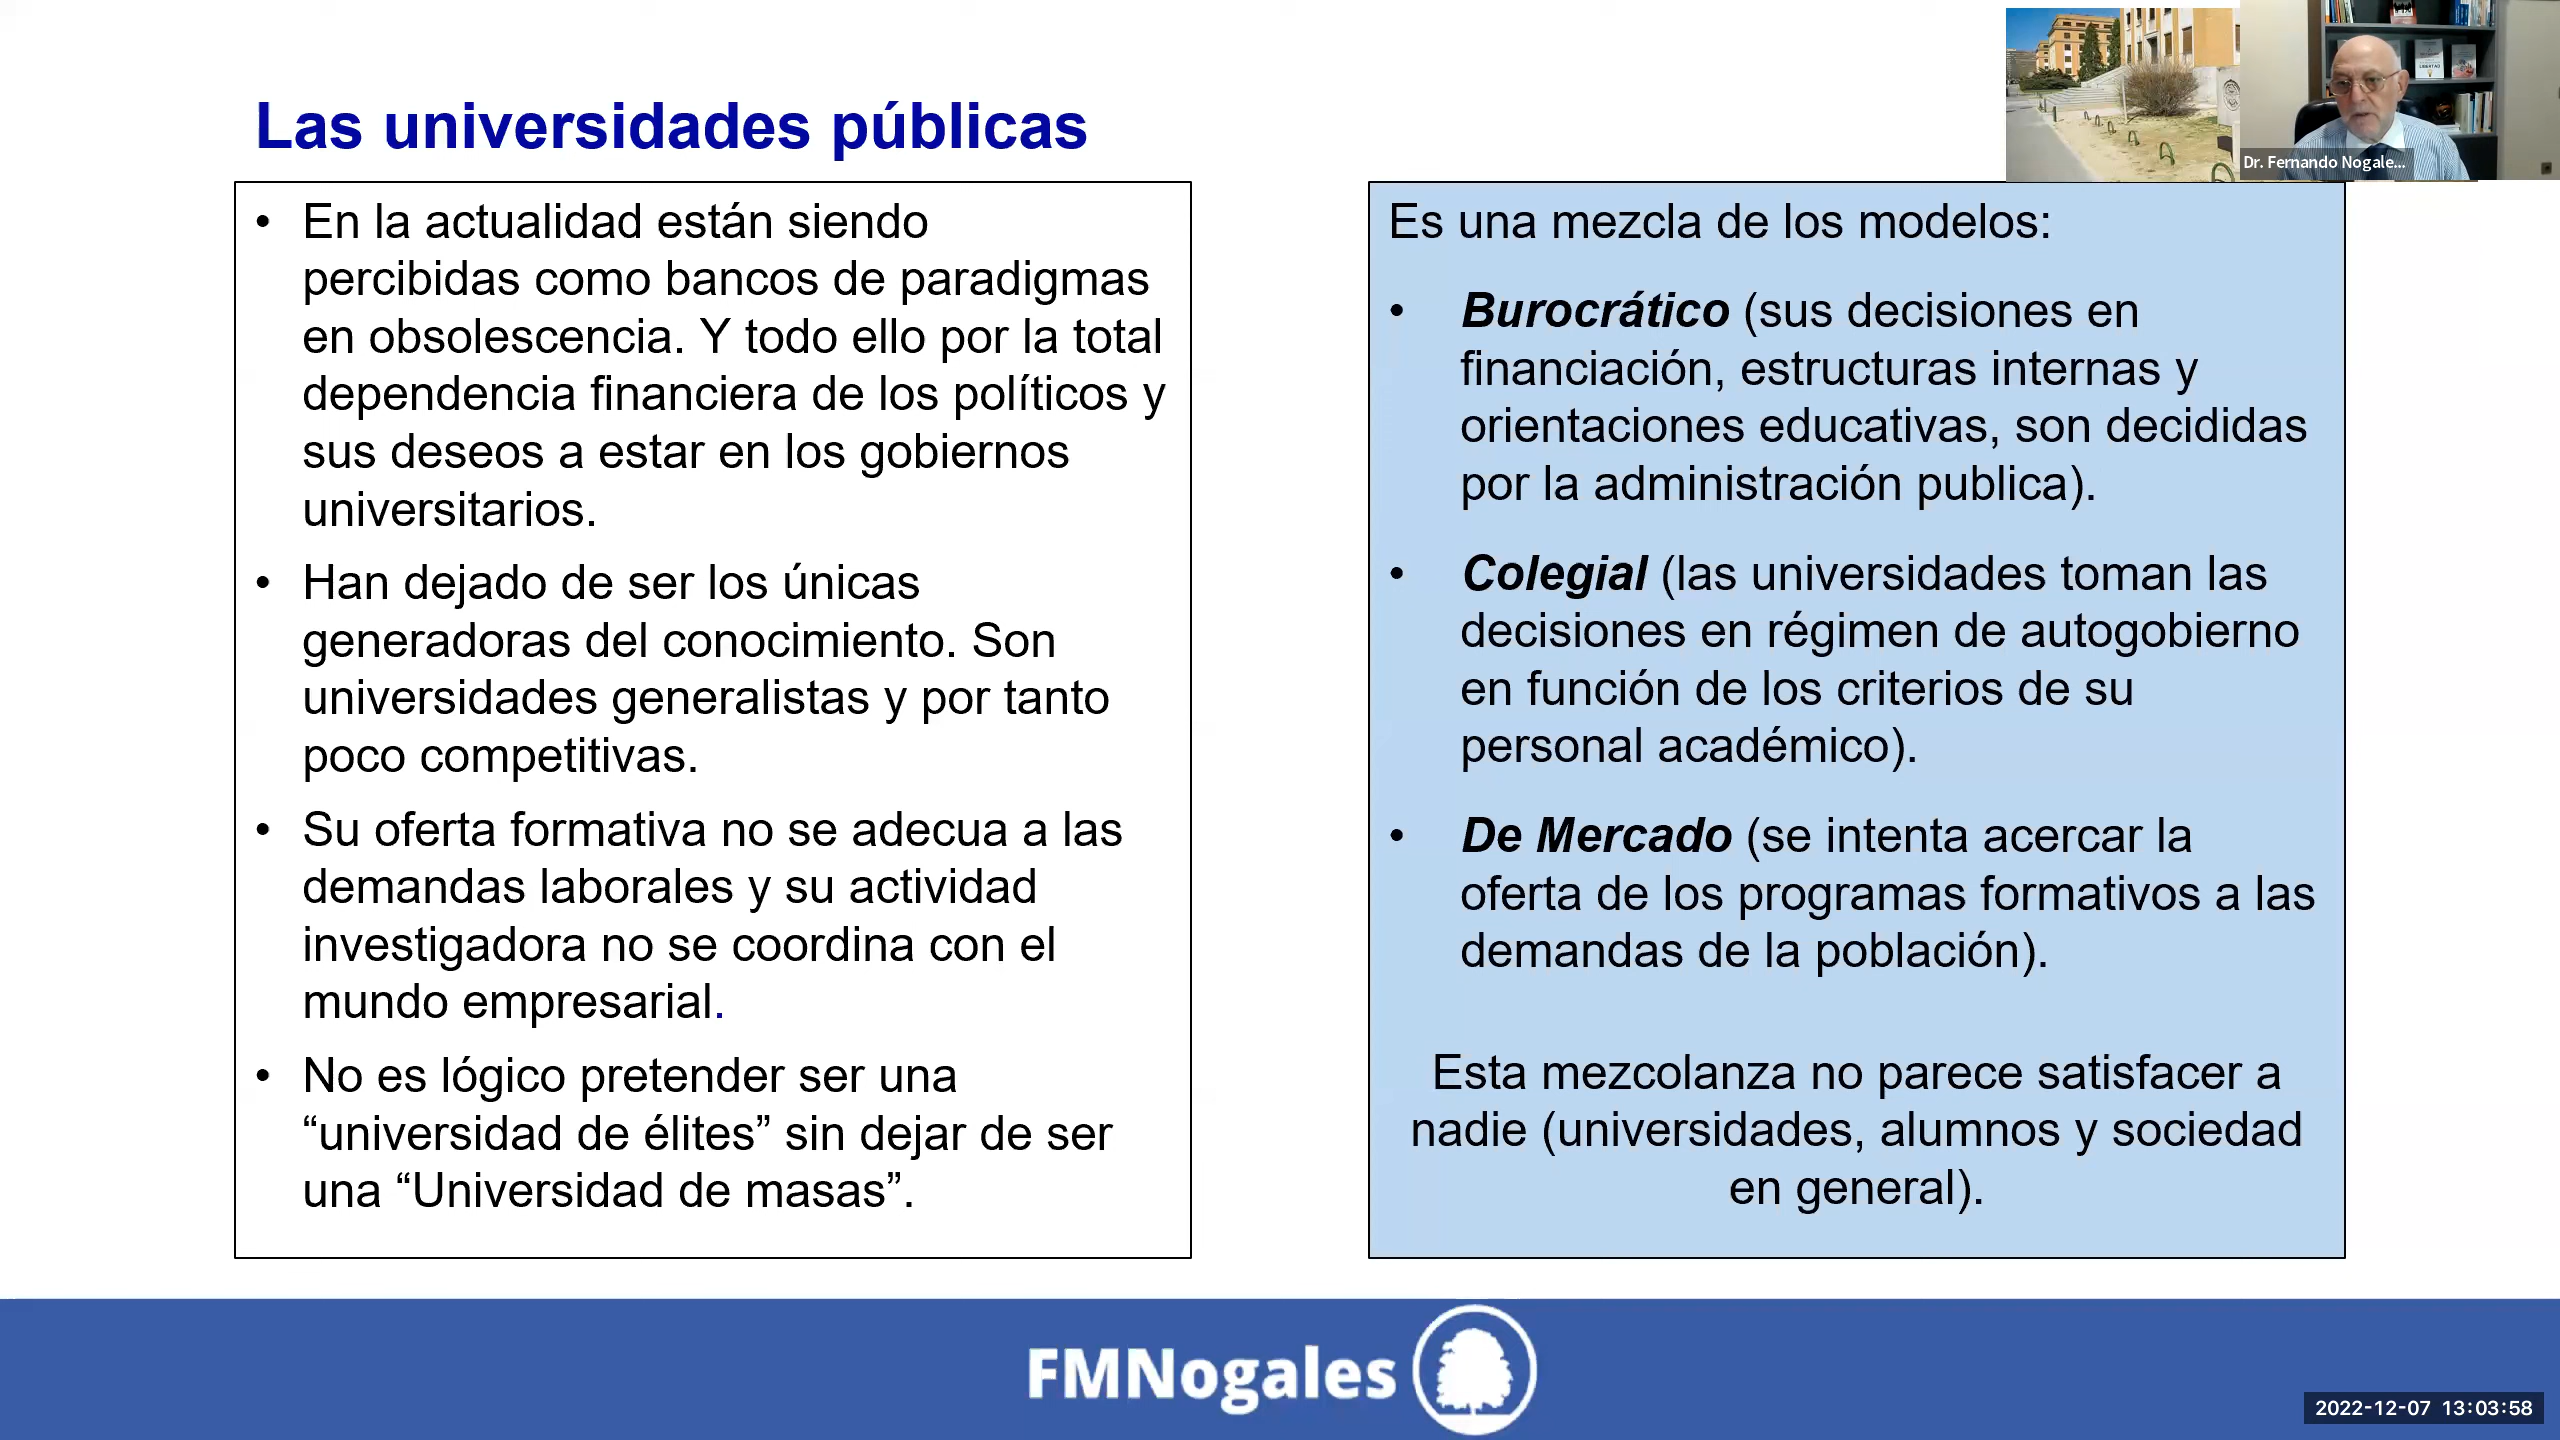 Las universidades públicas
Dr. Fernando Nogale...
• En la actualidad están siendo
percibidas como bancos de paradigmas
en obsolescencia. Y todo ello por la total
dependencia financiera de los políticos y
sus deseos a estar en los gobiernos
universitarios.
• Han dejado de ser los únicas
generadoras del conocimiento. Son
universidades generalistas y por tanto
poco competitivas.
• Su oferta formativa no se adecua a las
demandas laborales y su actividad
investigadora no se coordina con el
mundo empresarial.
• No es lógico pretender ser una
“universidad de élites” sin dejar de ser
una “Universidad de masas”.
Es una mezcla de los modelos:
• Burocrático (sus decisiones en
financiación, estructuras internas y
orientaciones educativas, son decididas
por la administración publica).
• Colegial (las universidades toman las
decisiones en régimen de autogobierno
en función de los criterios de su
personal académico).
• De Mercado (se intenta acercar la
oferta de los programas formativos a las
demandas de la población).
Esta mezcolanza no parece satisfacer a
nadie (universidades, alumnos y sociedad
en general).
FMNogales
2022-12-07 13:03:58